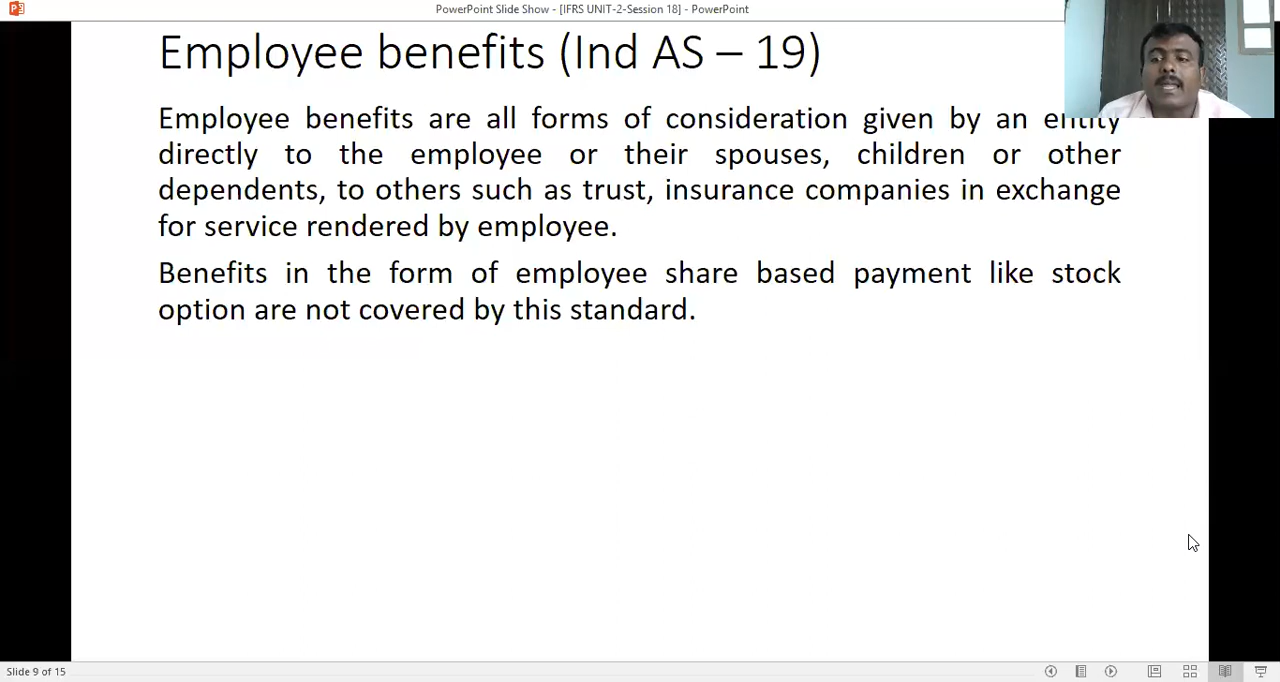 PowerPoint Slide Show - [IFRS UNIT-2-Session 18] - PowerPoint
Employee benefits (Ind AS – 19)
Employee benefits are all forms of consideration given by an entity
directly to the employee or their spouses, children or other
dependents, to others such as trust, insurance companies in exchange
for service rendered by employee.
Benefits in the form of employee share based payment like stock
option are not covered by this standard.
Slide 9 of 15